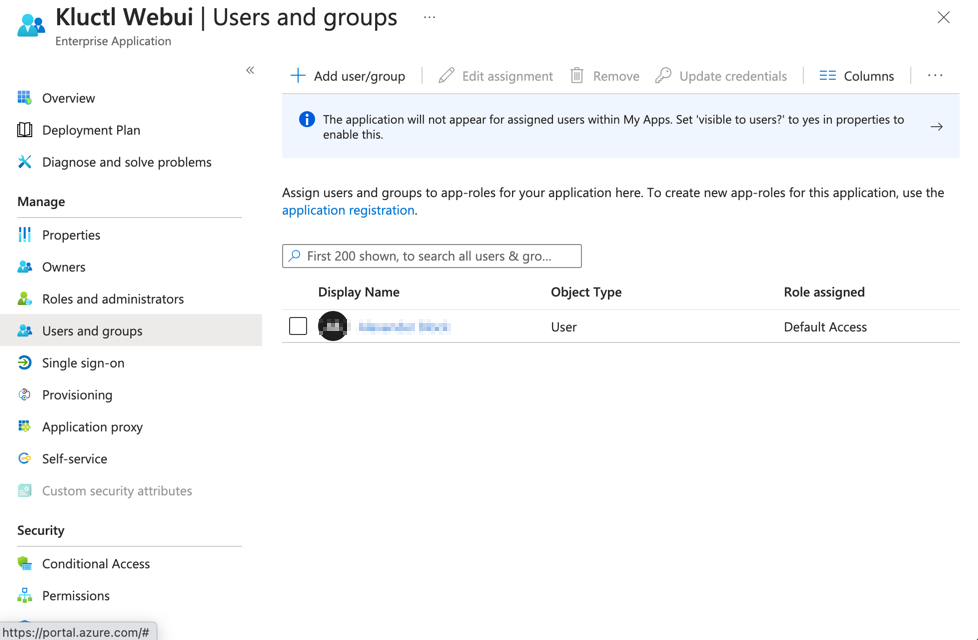 Kluctl Webui | Users and groups ...
Enterprise Application
«
Overview
Deployment Plan
Diagnose and solve problems
Manage
Properties
Owners
Roles and administrators
Users and groups
Single sign-on
Provisioning
Application proxy
Self-service
Custom security attributes
Security
Conditional Access
Permissions
https://portal.azure.com/#
Add user/group
Edit assignment
Remove
Update credentials
Columns
...
The application will not appear for assigned users within My Apps. Set 'visible to users?' to yes in properties to
enable this.
Assign users and groups to app-roles for your application here. To create new app-roles for this application, use the
application registration.
First 200 shown, to search all users & gro...
Display Name
Object Type
Role assigned
User
Default Access